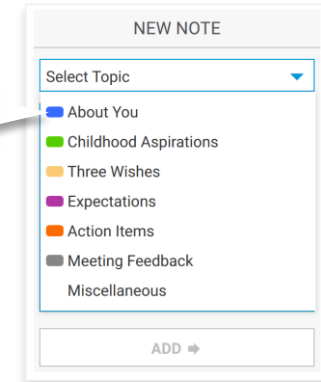 NEW NOTE
Select Topic
About You
Childhood Aspirations
Three Wishes
Expectations
Action Items
Meeting Feedback
Miscellaneous
ADD